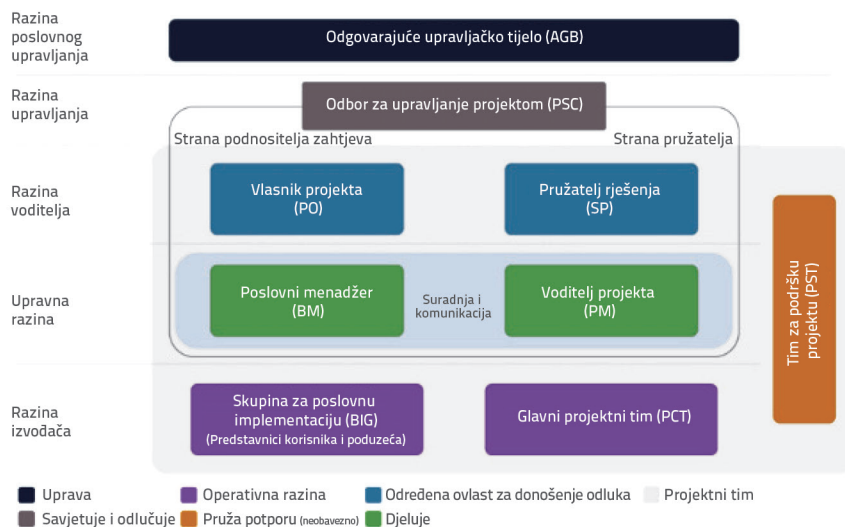 Razina
poslovnog
upravljanja
Odgovarajuće upravljačko tijelo (AGB)
Razina
upravljanja
Odbor za upravljanje projektom (PSC)
Strana podnositelja zahtjeva
Strana pružatelja
Razina
voditelja
Vlasnik projekta
(PO)
Pružatelj rješenja
(SP)
Tim za podršku
projektu (PST)
Upravna
razina
Poslovni menadžer
(BM)
Suradnja i
komunikacija
Voditelj projekta
(PM)
Razina
izvođača
Skupina za poslovnu
implementaciju (BIG)
(Predstavnici korisnika i poduzeća)
Glavni projektni tim (PCT)
Uprava
Operativna razina
Određena ovlast za donošenje odluka
Projektni tim
Savjetuje i odlučuje
Pruža potporu (neobavezno)
Djeluje